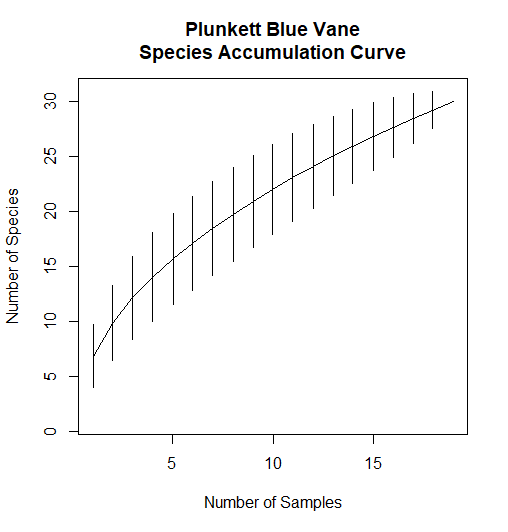 Plunkett Blue Vane
Species Accumulation Curve
Number of Species
30
25
20
15
10
5
0
5 10 15
Number of Samples